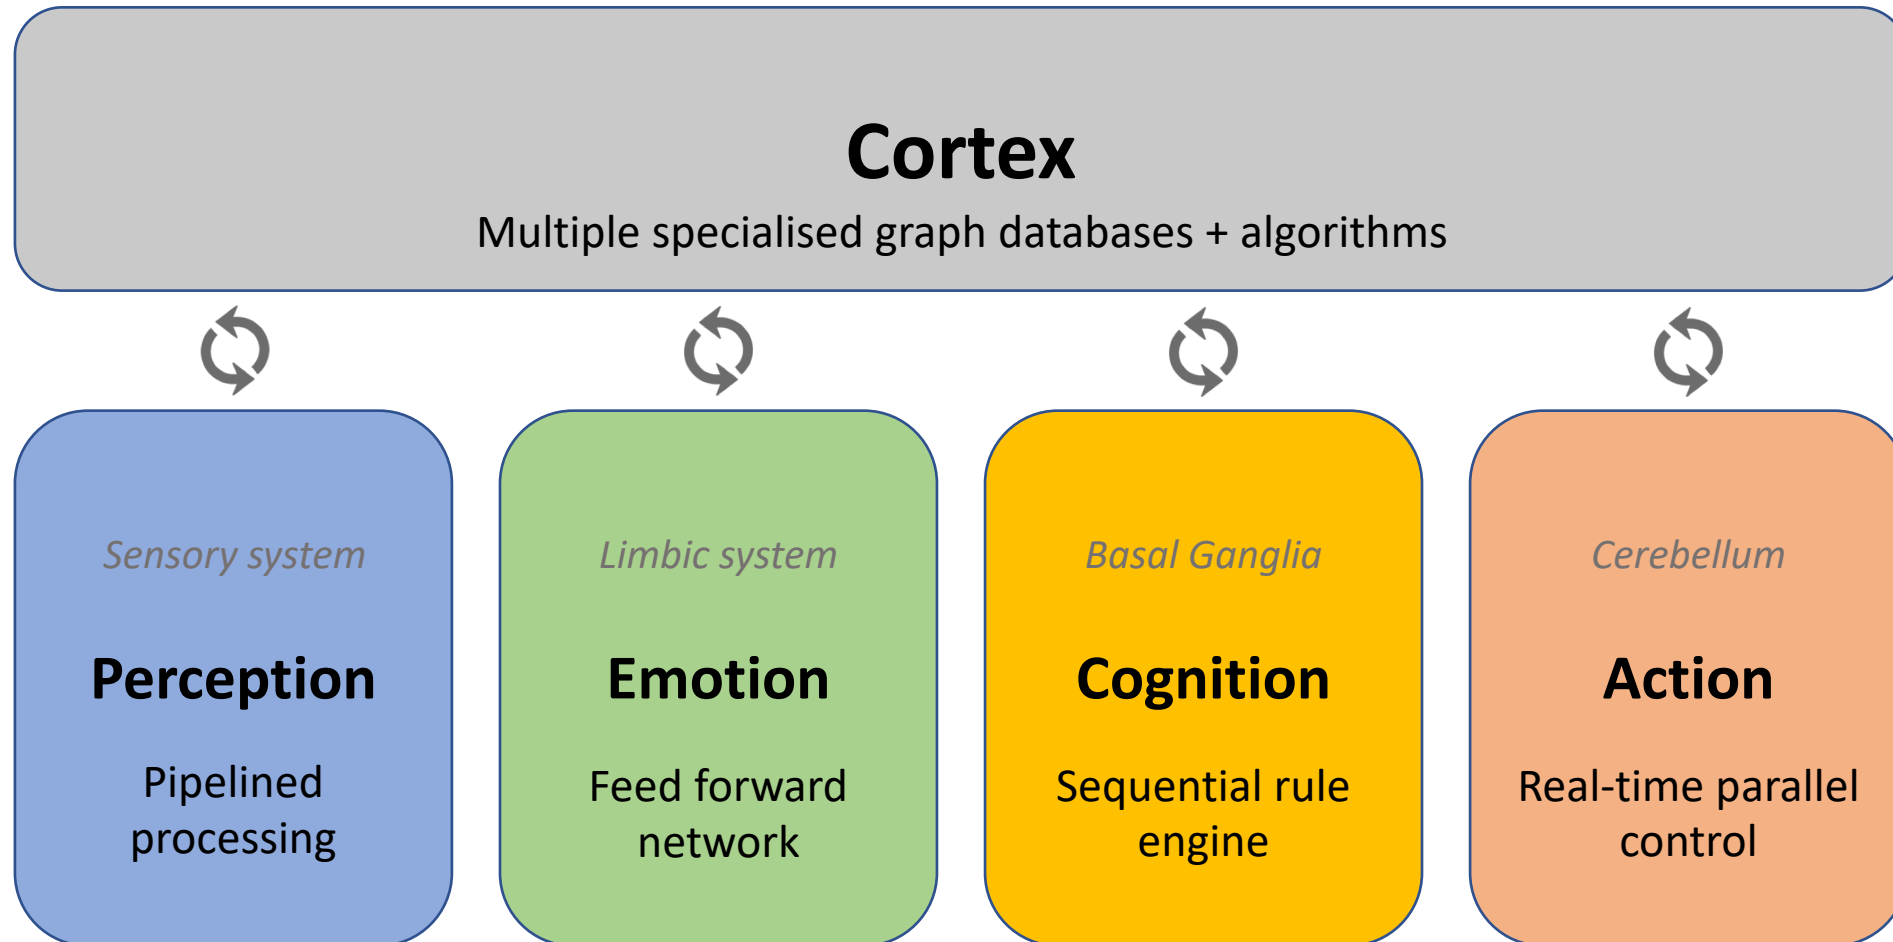 Cortex
Multiple specialised graph databases + algorithms
Sensory system
Perception
Pipelined
processing
Limbic system
Emotion
Feed forward
network
Basal Ganglia
Cognition
Sequential rule
engine
Cerebellum
Action
Real-time parallel
control